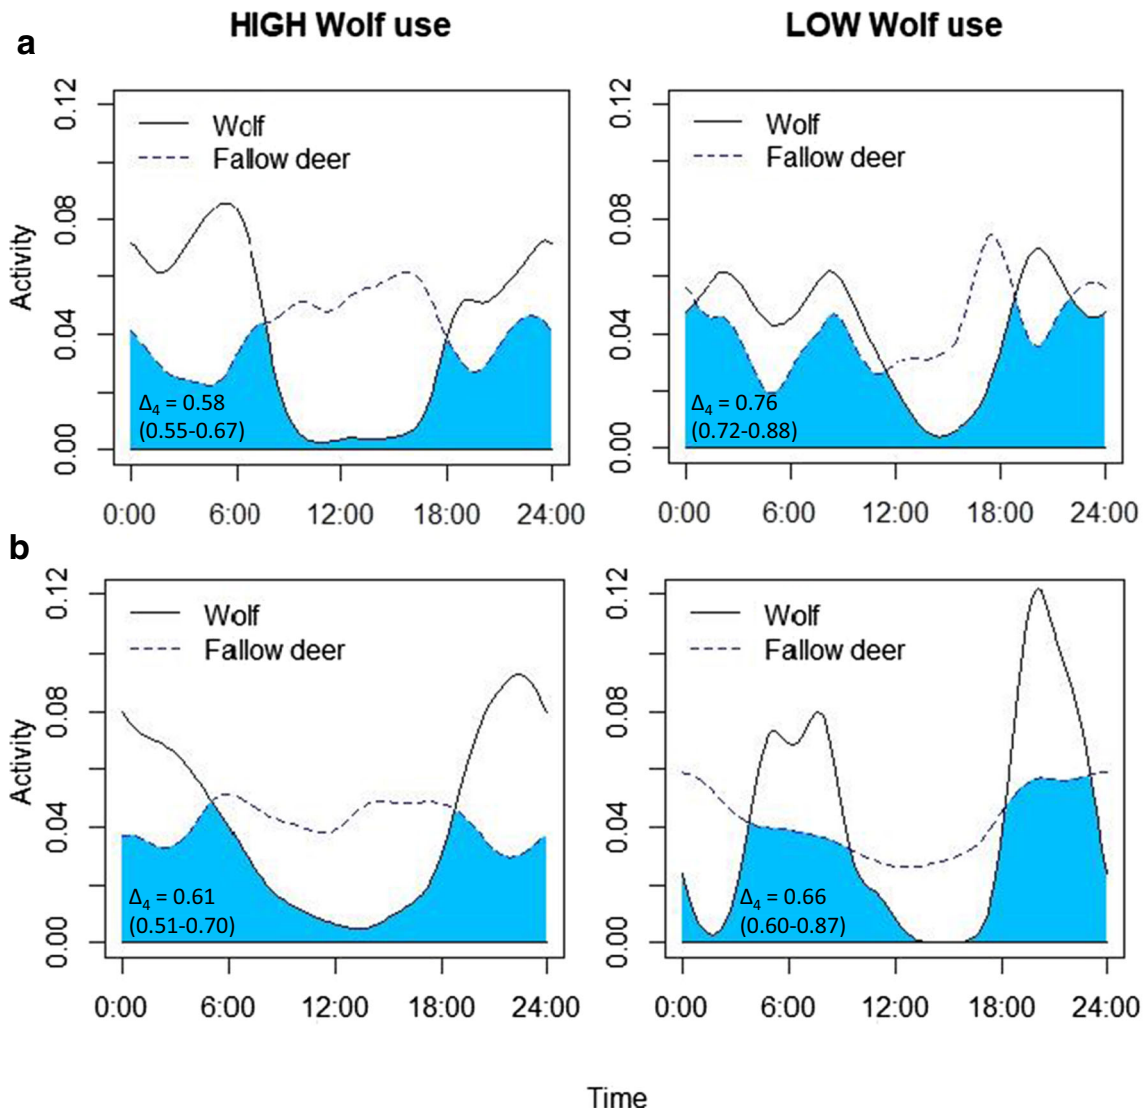 HIGH Wolf use
LOW Wolf use
a
Activity
0.12
0.08
0.04
0.00
Wolf
Fallow deer
Δ4 = 0.58
(0.55-0.67)
0:00 6:00 12:00 18:00 24:00
0.12
0.08
0.04
0.00
Wolf
Fallow deer
Δ4 = 0.76
(0.72-0.88)
0:00 6:00 12:00 18:00 24:00
b
Activity
0.12
0.08
0.04
0.00
Wolf
Fallow deer
Δ4 = 0.61
(0.51-0.70)
0:00 6:00 12:00 18:00 24:00
0.12
0.08
0.04
0.00
Wolf
Fallow deer
Δ4 = 0.66
(0.60-0.87)
0:00 6:00 12:00 18:00 24:00
Time